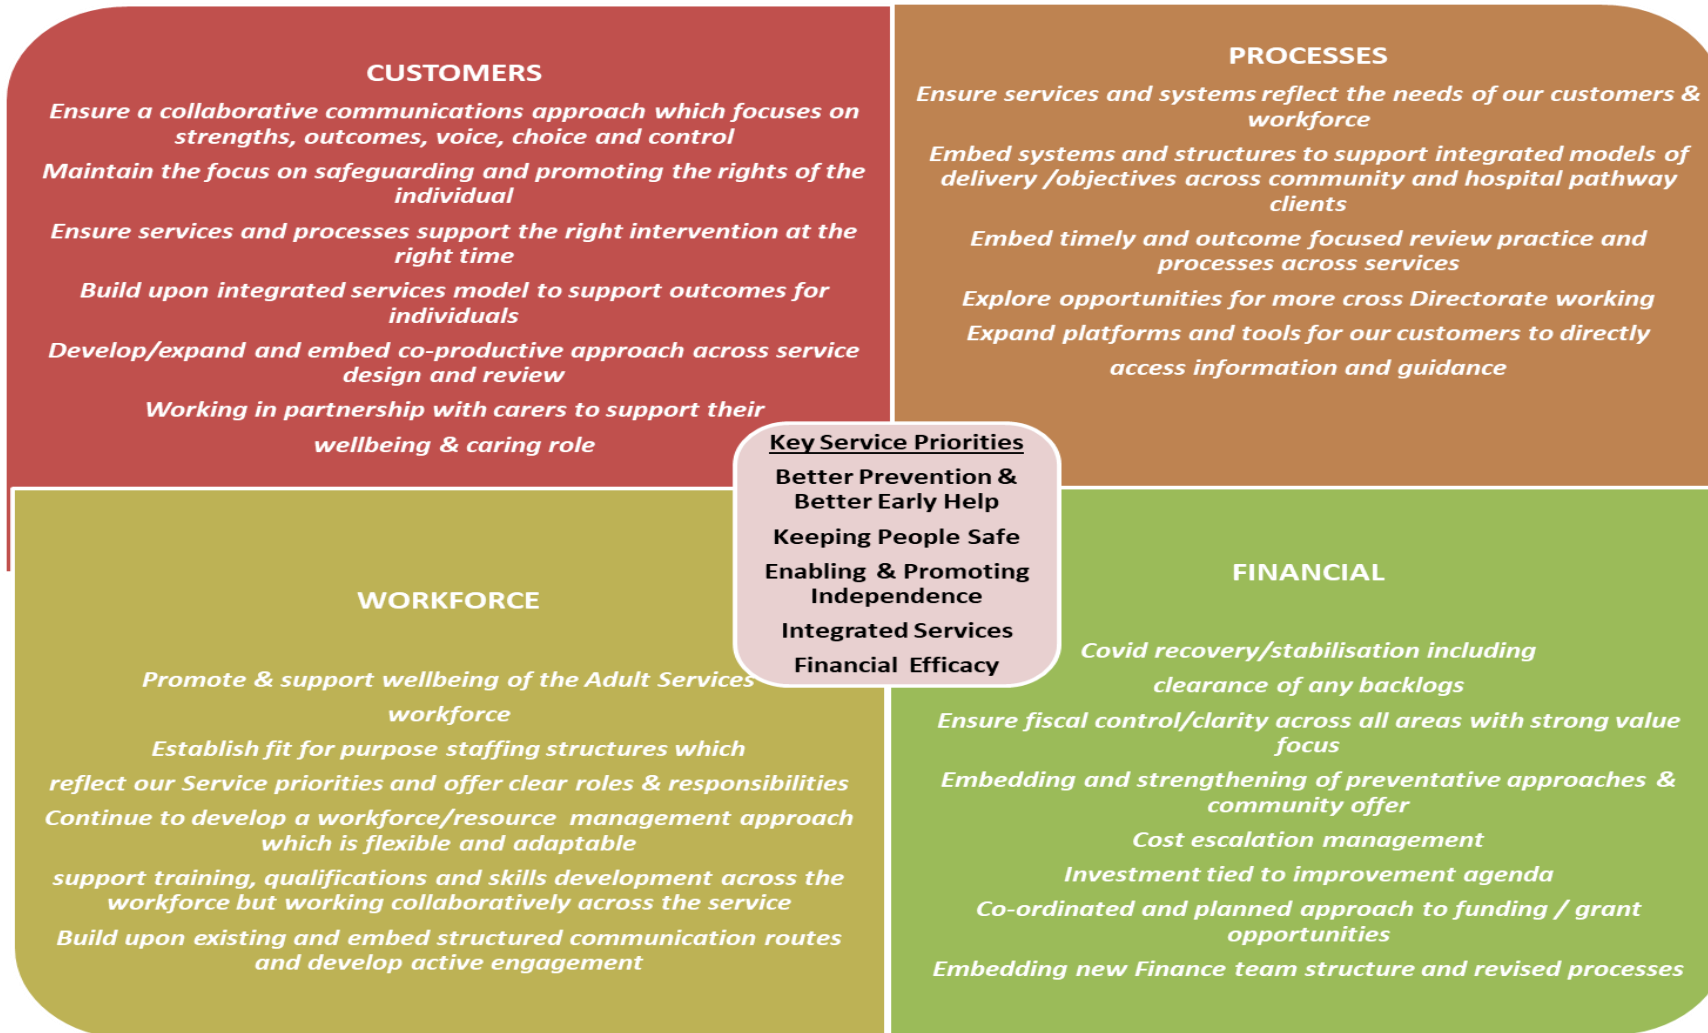 CUSTOMERS
Ensure a collaborative communications approach which focuses on
strengths, outcomes, voice, choice and control
Maintain the focus on safeguarding and promoting the rights of the
individual
Ensure services and processes support the right intervention at the
right time
Build upon integrated services model to support outcomes for
individuals
Develop/expand and embed co-productive approach across service
design and review
Working in partnership with carers to support their
wellbeing & caring role
PROCESSES
Ensure services and systems reflect the needs of our customers &
workforce
Embed systems and structures to support integrated models of
delivery /objectives across community and hospital pathway
clients
Embed timely and outcome focused review practice and
processes across services
Explore opportunities for more cross Directorate working
Expand platforms and tools for our customers to directly
access information and guidance
Key Service Priorities
Better Prevention &
Better Early Help
Keeping People Safe
Enabling & Promoting
Independence
Integrated Services
Financial Efficacy
WORKFORCE
Promote & support wellbeing of the Adult Services
workforce
Establish fit for purpose staffing structures which
reflect our Service priorities and offer clear roles & responsibilities
Continue to develop a workforce/resource management approach
which is flexible and adaptable
support training, qualifications and skills development across the
workforce but working collaboratively across the service
Build upon existing and embed structured communication routes
and develop active engagement
FINANCIAL
Covid recovery/stabilisation including
clearance of any backlogs
Ensure fiscal control/clarity across all areas with strong value
focus
Embedding and strengthening of preventative approaches &
community offer
Cost escalation management
Investment tied to improvement agenda
Co-ordinated and planned approach to funding / grant
opportunities
Embedding new Finance team structure and revised processes